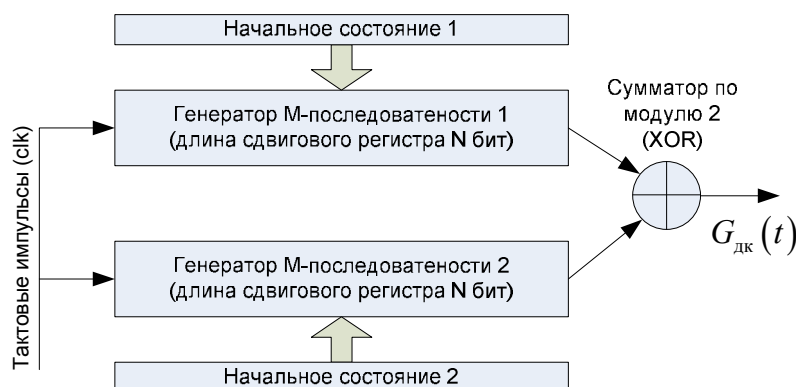 Начальное состояние 1
Генератор М-последоватености 1
(длина сдвигового регистра N бит)
Сумматор по
модулю 2
(XOR)
Тактовые импульсы (clk)
G дк (t)
Генератор М-последоватености 2
(длина сдвигового регистра N бит)
Начальное состояние 2